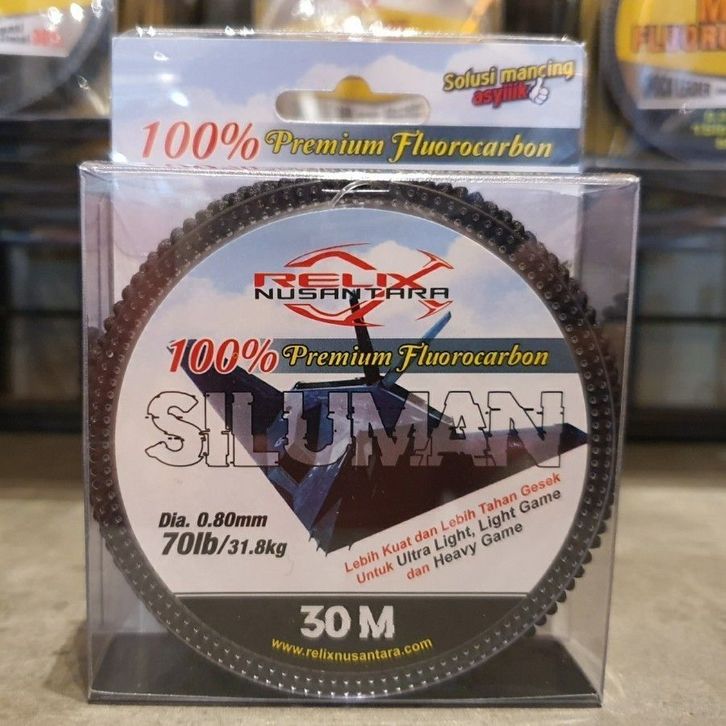 Solusi mancing
asyiiik
100% Premium Fluorocarbon
RELIX
NUSANTARA
100% Premium Fluorocarbon
SILUMAN
Dia. 0.80mm
70lb/31.8kg
Lebih Kuat dan Lebih Tahan Gesek
Untuk Ultra Light, Light Game
dan Heavy Game
30 M
www.relixnusantara.com